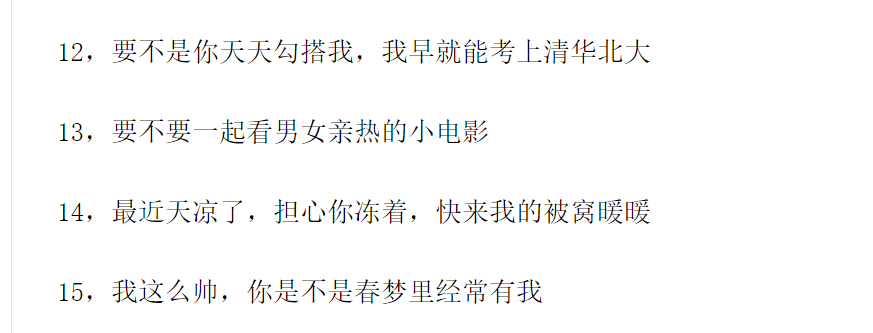 12，要不是你天天勾搭我，我早就能考上清华北大
13，要不要一起看男女亲热的小电影
14，最近天凉了，担心你冻着，快来我的被窝暖暖
15，我这么帅，你是不是春梦里经常有我